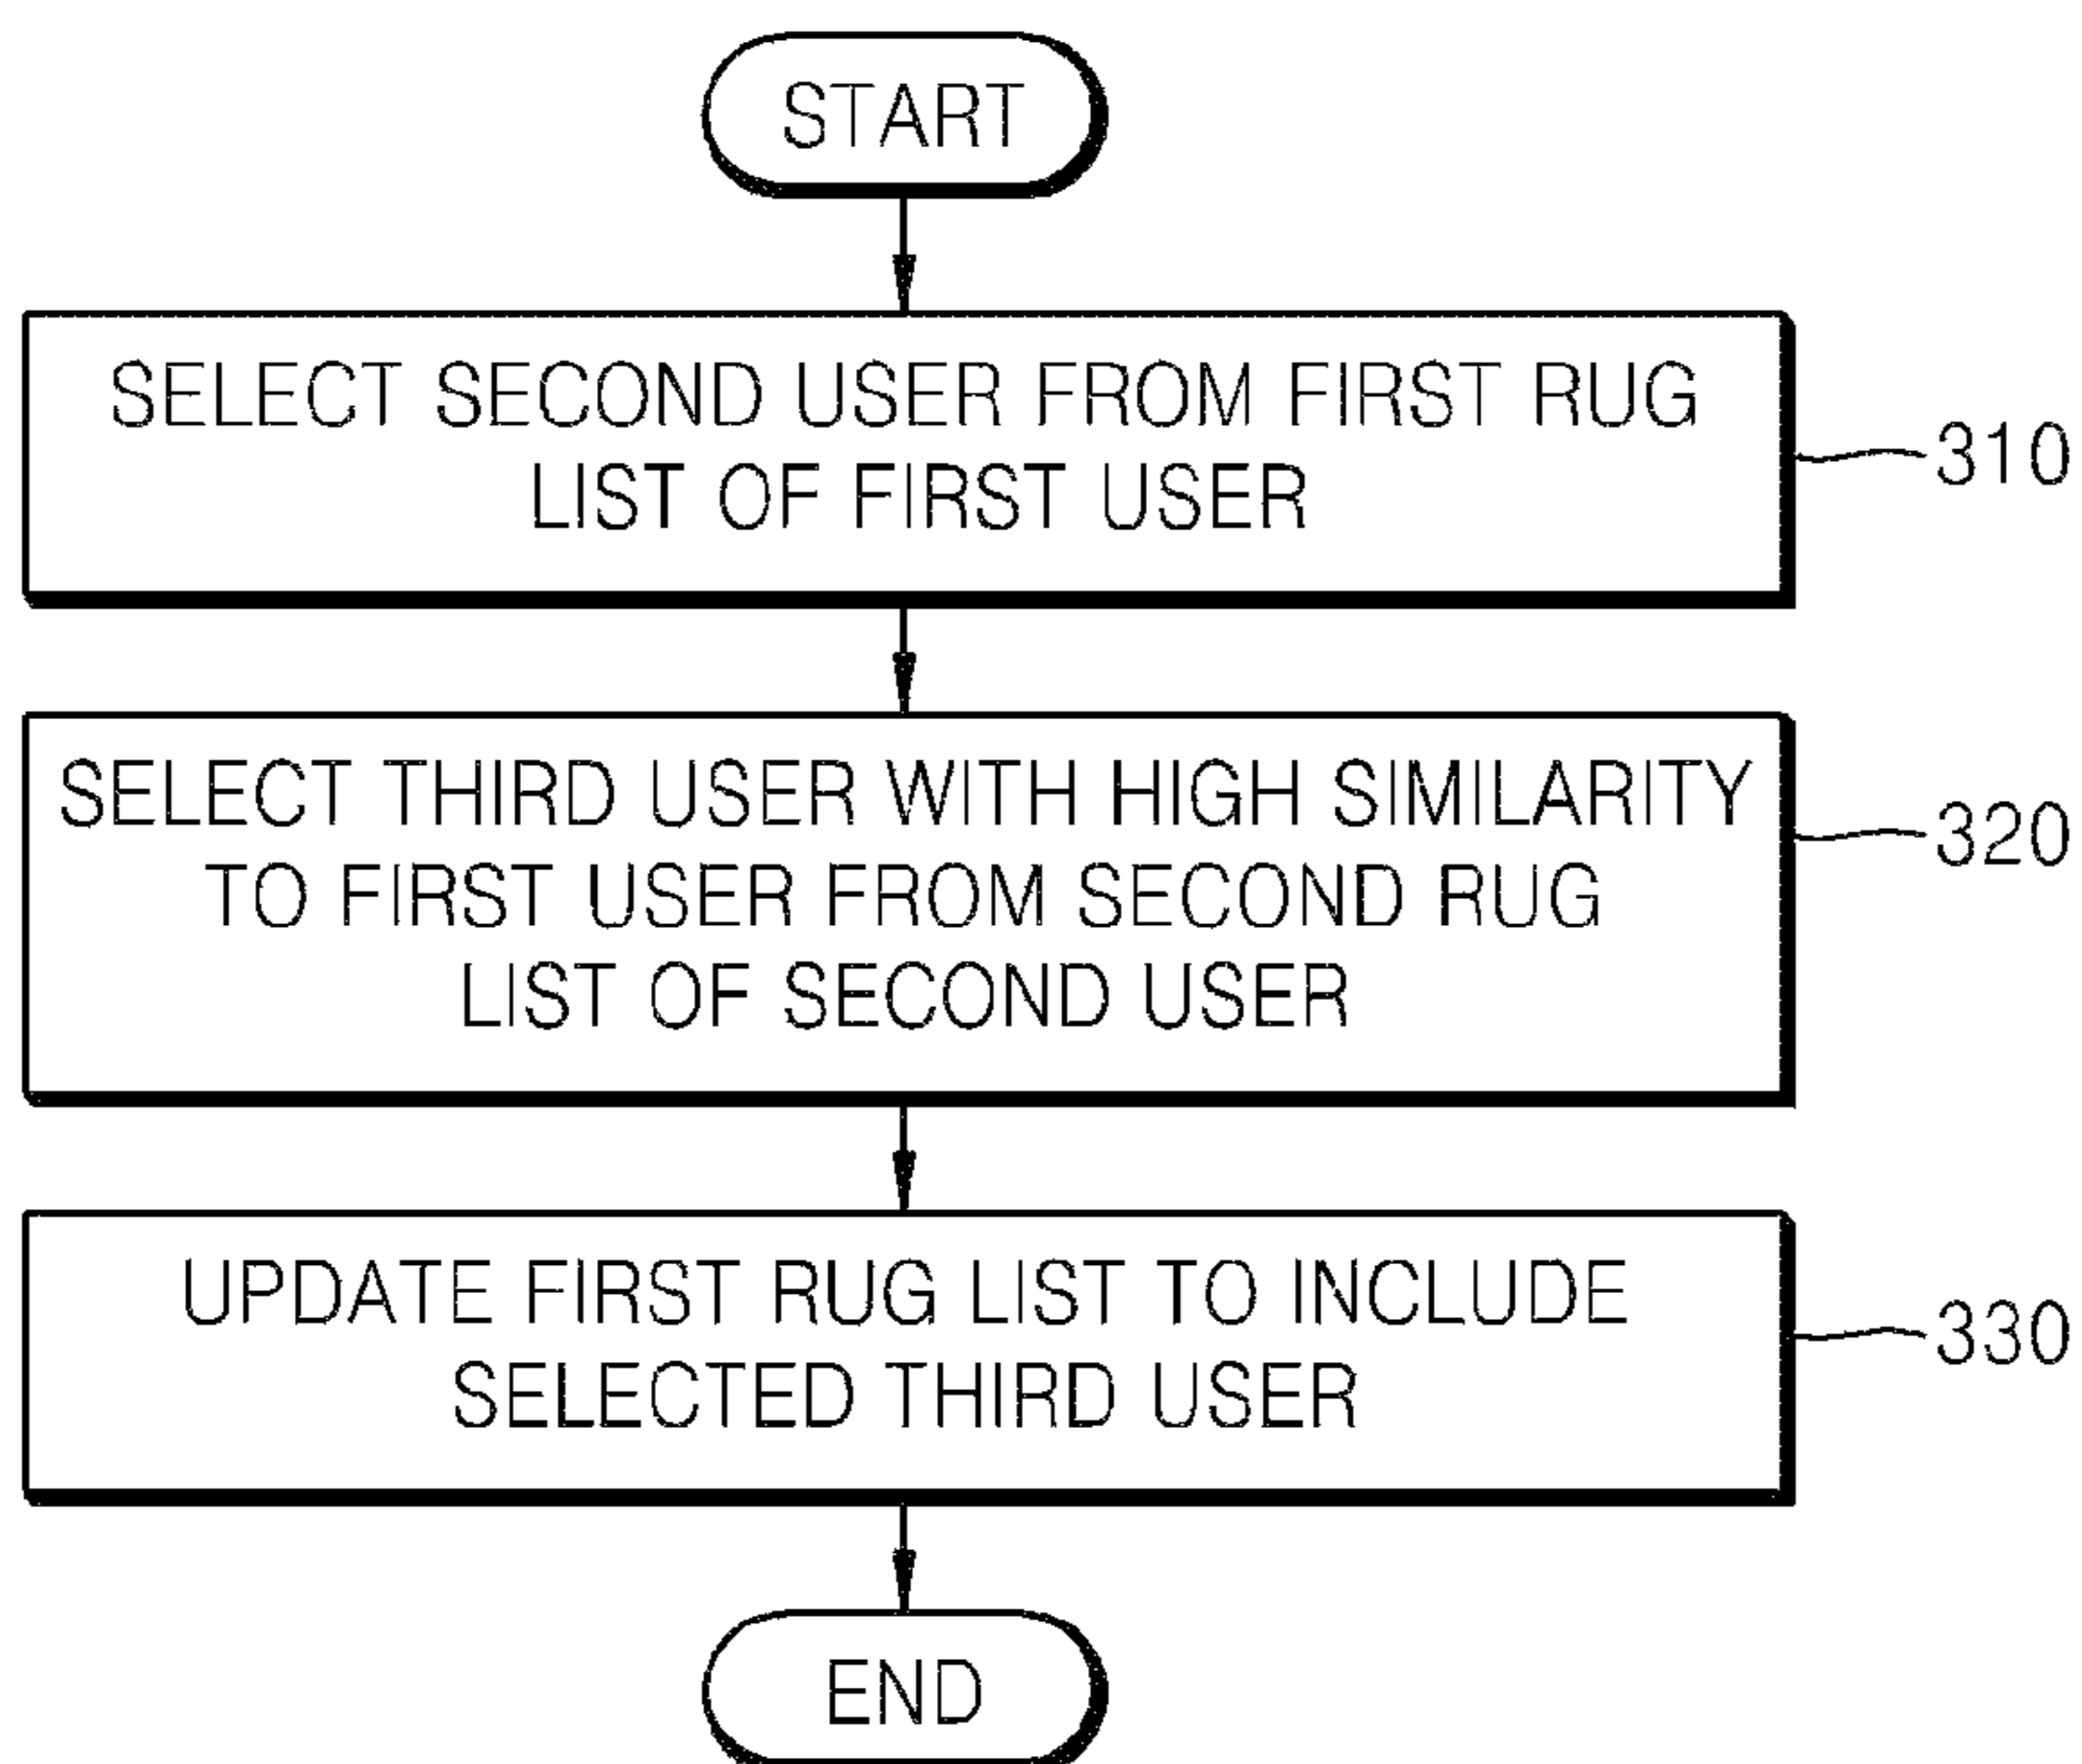 START
SELECT SECOND USER FROM FIRST RUG
LIST OF FIRST USER
310
SELECT THIRD USER WITH HIGH SIMILARITY
TO FIRST USER FROM SECOND RUG
LIST OF SECOND USER
320
UPDATE FIRST RUG LIST TO INCLUDE
SELECTED THIRD USER
330
END